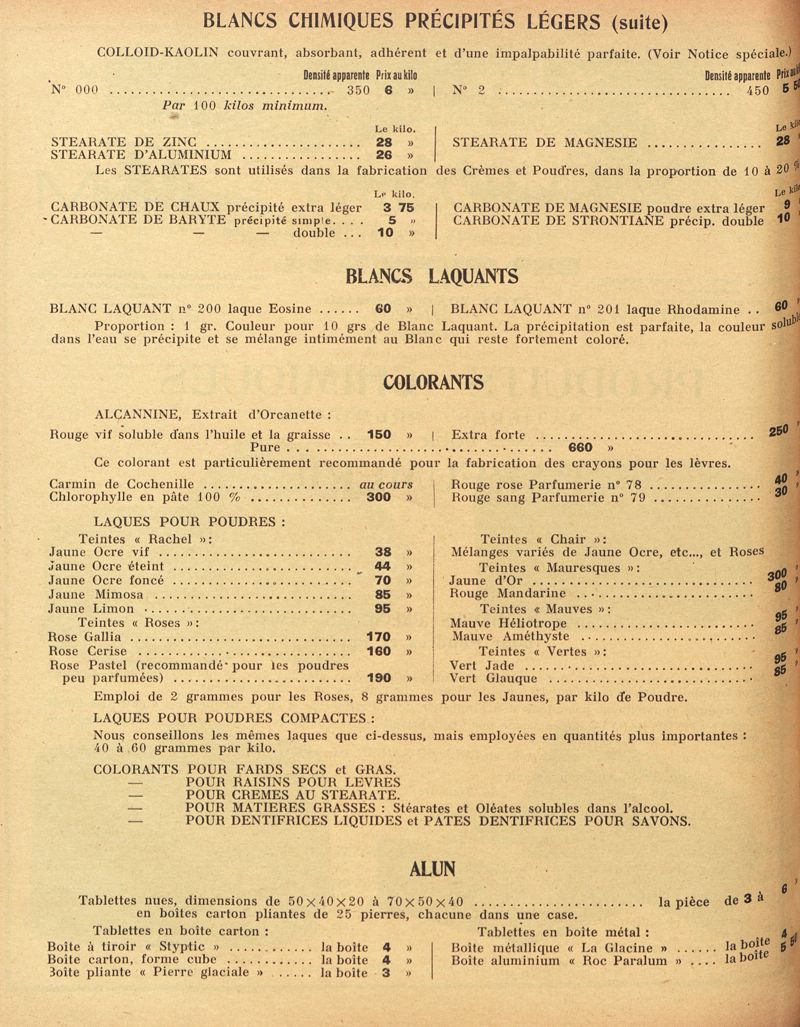 BLANCS CHIMIQUES PRÉCIPITÉS LÉGERS (suite)
COLLOID-KAOLIN couvrant, absorbant, adhérent et d'une impalpabilité parfaite. (Voir Notice spéciale.)
Densité apparente Prix au kilo
N° 000 .............................. 350 6 »
Par 100 kilos minimum.
Densité apparente Prix au kilo
N° 2 .................................. 450 5 50
Le kilo.
STEARATE DE ZINC ...................... 28 »
STEARATE D'ALUMINIUM ................. 26 »
Le kilo
STEARATE DE MAGNESIE ................ 28 »
Les STEARATES sont utilisés dans la fabrication des Crèmes et Poudres, dans la proportion de 10 à 20 %
Le kilo.
CARBONATE DE CHAUX précipité extra léger 3 75
CARBONATE DE BARYTE précipité simple.... 5 »
— — — double ... 10 »
Le kilo
CARBONATE DE MAGNESIE poudre extra léger 9 »
CARBONATE DE STRONTIANE précip. double 10 »
BLANCS LAQUANTS
BLANC LAQUANT n° 200 laque Eosine ...... 60 » | BLANC LAQUANT n° 201 laque Rhodamine .. 60 »
Proportion : 1 gr. Couleur pour 10 grs de Blanc Laquant. La précipitation est parfaite, la couleur soluble
dans l'eau se précipite et se mélange intimément au Blanc qui reste fortement coloré.
COLORANTS
ALCANNINE, Extrait d'Orcanette :
Rouge vif soluble dans l'huile et la graisse .. 150 » | Extra forte ................................ 250 »
Pure ........................................ 660 »
Ce colorant est particulièrement recommandé pour la fabrication des crayons pour les lèvres.
Carmin de Cochenille ..................... au cours
Chlorophylle en pâte 100 % ............... 300 »
Rouge rose Parfumerie n° 78 ................ 40 »
Rouge sang Parfumerie n° 79 ................ 30 »
LAQUES POUR POUDRES :
Teintes « Rachel » :
Jaune Ocre vif ............................ 38 »
Jaune Ocre éteint .......................... 44 »
Jaune Ocre foncé .......................... 70 »
Jaune Mimosa ............................. 85 »
Jaune Limon .............................. 95 »
Teintes « Roses » :
Rose Gallia ................................ 170 »
Rose Cerise ................................ 160 »
Rose Pastel (recommandé pour les poudres
peu parfumées) .......................... 190 »
Teintes « Chair » :
Mélanges variés de Jaune Ocre, etc..., et Roses
Teintes « Mauresques » :
Jaune d'Or ................................ 300 »
Rouge Mandarine .......................... 80 »
Teintes « Mauves » :
Mauve Héliotrope .......................... 95 »
Mauve Améthyste .......................... 85 »
Teintes « Vertes » :
Vert Jade ................................. 95 »
Vert Glauque .............................. 85 »
Emploi de 2 grammes pour les Roses, 8 grammes pour les Jaunes, par kilo de Poudre.
LAQUES POUR POUDRES COMPACTES :
Nous conseillons les mêmes laques que ci-dessus, mais employées en quantités plus importantes :
40 à 60 grammes par kilo.
COLORANTS POUR FARDS SECS et GRAS.
— POUR RAISINS POUR LEVRES
— POUR CREMES AU STEARATE.
— POUR MATIERES GRASSES : Stéarates et Oléates solubles dans l'alcool.
— POUR DENTIFRICES LIQUIDES et PATES DENTIFRICES POUR SAVONS.
ALUN
Tablettes nues, dimensions de 50×40×20 à 70×50×40 ........................ la pièce de 3 à 6 »
en boîtes carton pliantes de 25 pierres, chacune dans une case.
Tablettes en boîte carton :
Boîte à tiroir « Styptic » ............ la boîte 4 »
Boîte carton, forme cube ............ la boîte 4 »
Boîte pliante « Pierre glaciale » ...... la boîte 3 »
Tablettes en boîte métal :
Boîte métallique « La Glacine » ...... la boîte 4 »
Boîte aluminium « Roc Paralum » .... la boîte 5 50